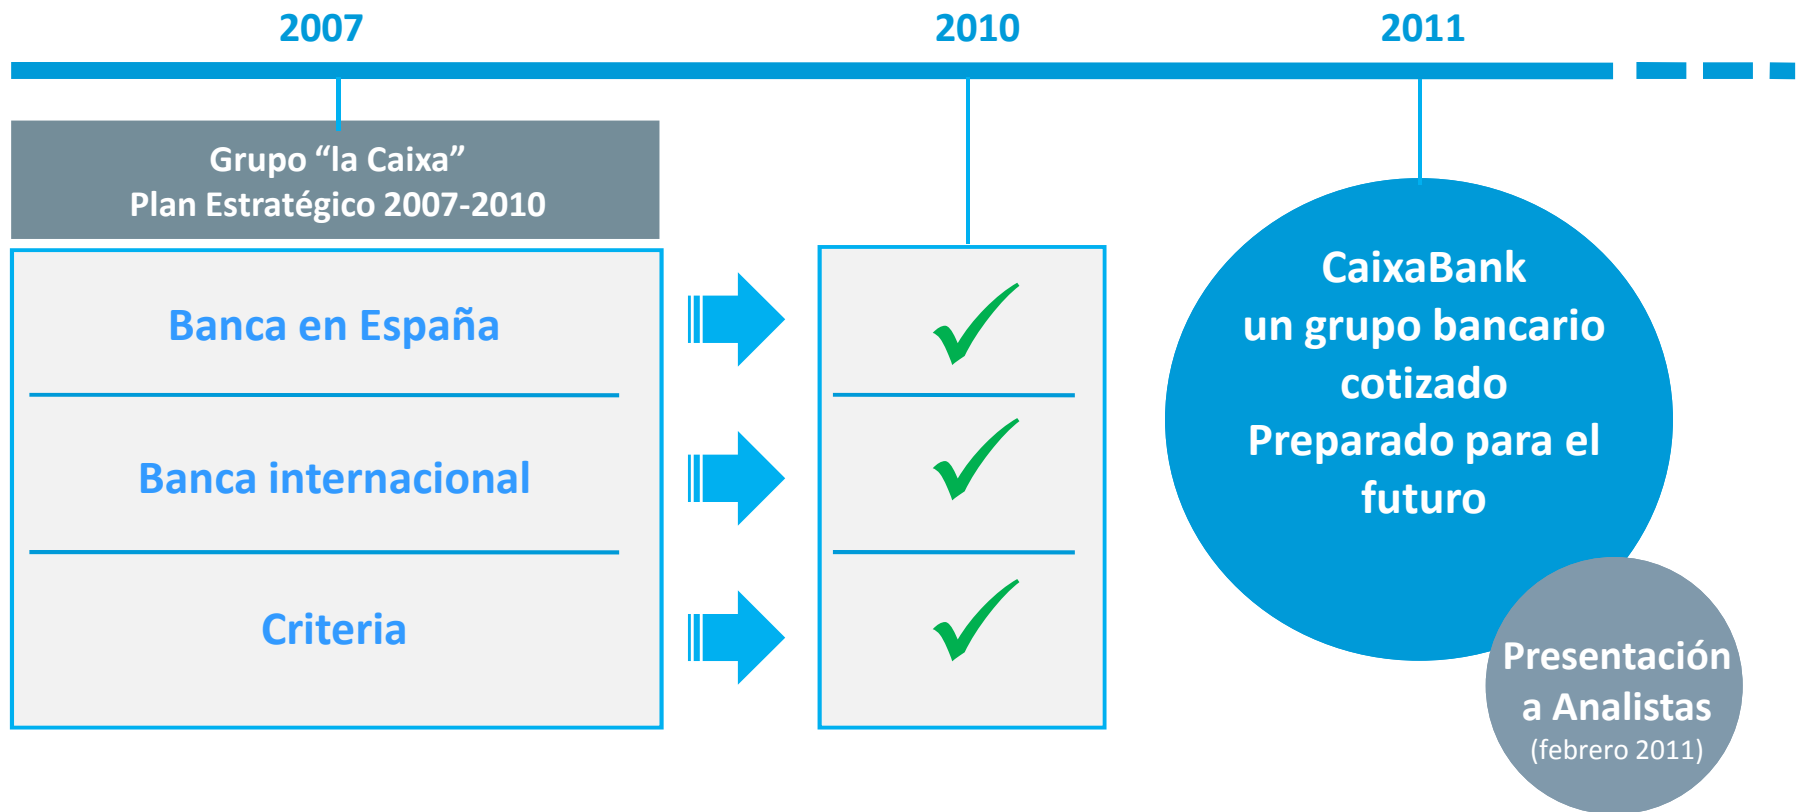 2007
2010
2011
Grupo “la Caixa”
Plan Estratégico 2007-2010
Banca en España
Banca internacional
Criteria
CaixaBank
un grupo bancario
cotizado
Preparado para el
futuro
Presentación
a Analistas
(febrero 2011)